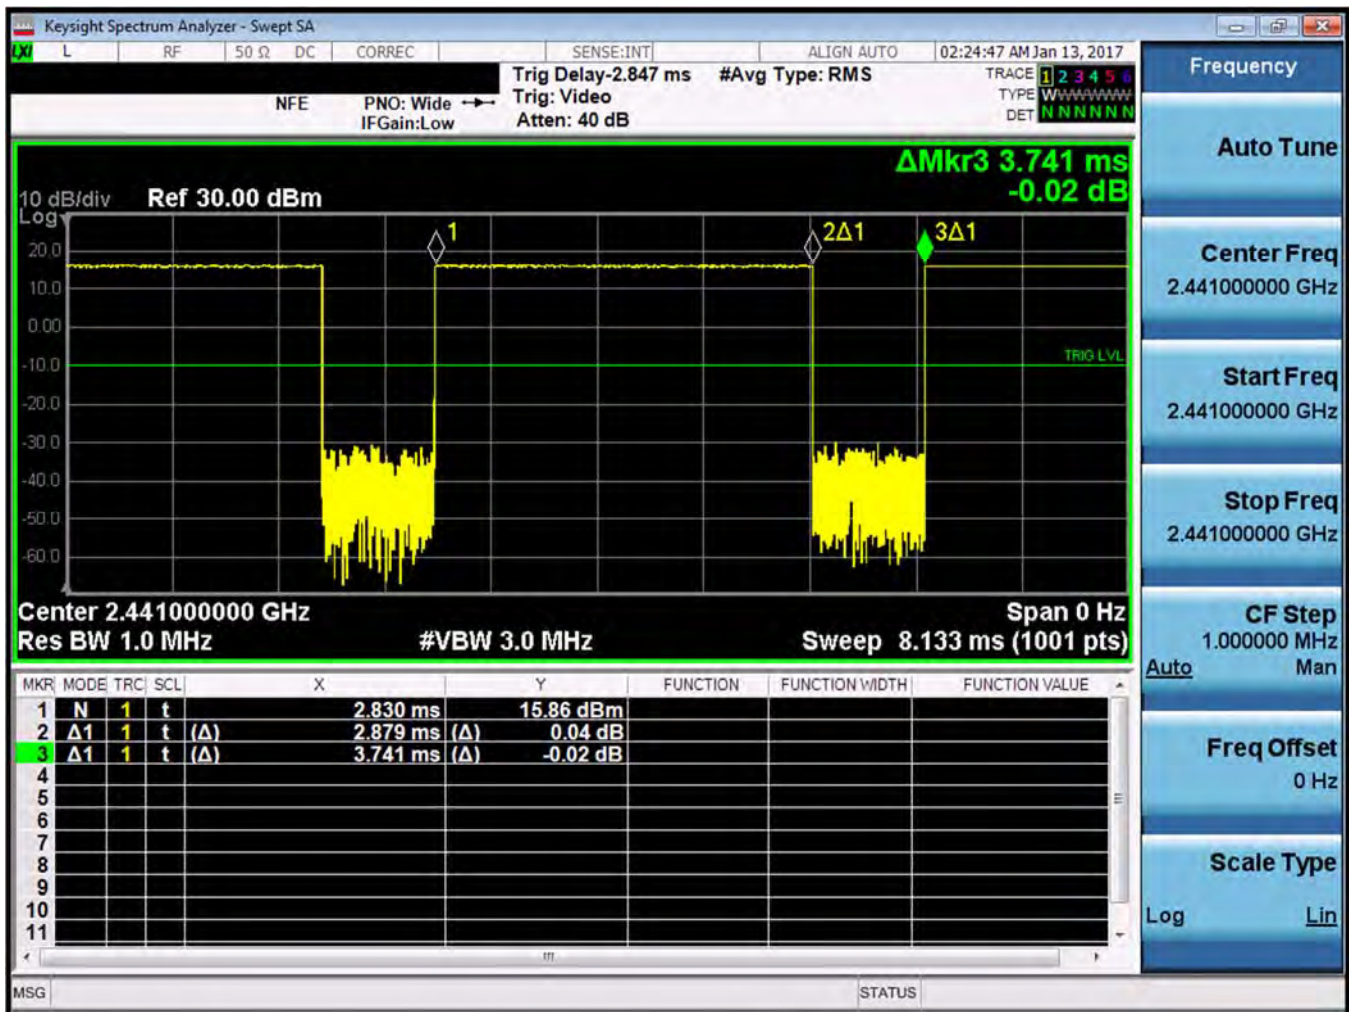 Keysight Spectrum Analyzer - Swept SA
LXI L RF 50 Ω DC CORREC SENSE:INT ALIGN AUTO 02:24:47 AM Jan 13, 2017
NFE PNO: Wide IFGain:Low
Trig Delay-2.847 ms #Avg Type: RMS
Trig: Video
Atten: 40 dB
TRACE 1 2 3 4 5 6
TYPE WWWWWWW
DET N N N N N N
ΔMkr3 3.741 ms
-0.02 dB
10 dB/div Ref 30.00 dBm
Log
20.0
10.0
0.00
-10.0
-20.0
-30.0
-40.0
-50.0
-60.0
1 2Δ1 3Δ1
TRIG LVL
Center 2.441000000 GHz Span 0 Hz
Res BW 1.0 MHz #VBW 3.0 MHz Sweep 8.133 ms (1001 pts)
MKR MODE TRC SCL X Y FUNCTION FUNCTION WIDTH FUNCTION VALUE
1 N 1 t 2.830 ms 15.86 dBm
2 Δ1 1 t (Δ) 2.879 ms (Δ) 0.04 dB
3 Δ1 1 t (Δ) 3.741 ms (Δ) -0.02 dB
4
5
6
7
8
9
10
11
MSG STATUS
Frequency
Auto Tune
Center Freq
2.441000000 GHz
Start Freq
2.441000000 GHz
Stop Freq
2.441000000 GHz
CF Step
1.000000 MHz
Auto Man
Freq Offset
0 Hz
Scale Type
Log Lin